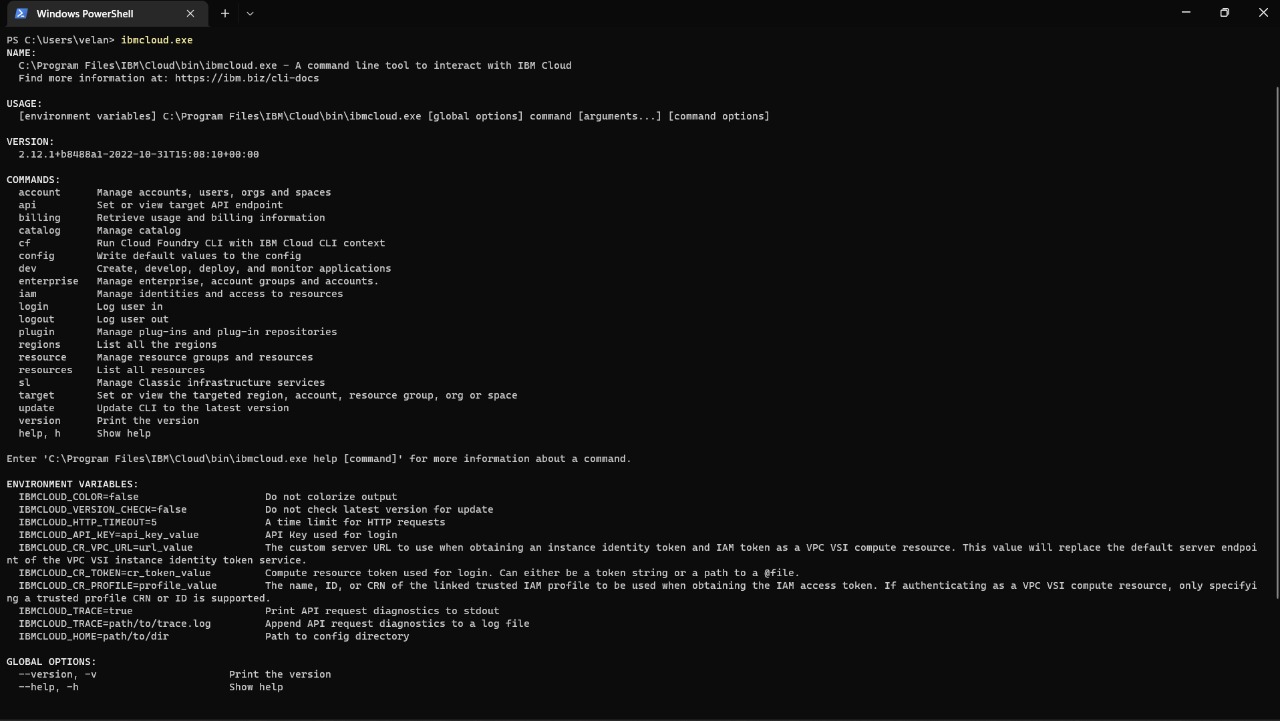 Windows PowerShell
PS C:\Users\velan> ibmcloud.exe
NAME:
  C:\Program Files\IBM\Cloud\bin\ibmcloud.exe - A command line tool to interact with IBM Cloud
  Find more information at: https://ibm.biz/cli-docs

USAGE:
  [environment variables] C:\Program Files\IBM\Cloud\bin\ibmcloud.exe [global options] command [arguments...] [command options]

VERSION:
  2.12.1+b8488a1-2022-10-31T15:08:10+00:00

COMMANDS:
  account      Manage accounts, users, orgs and spaces
  api          Set or view target API endpoint
  billing      Retrieve usage and billing information
  catalog      Manage catalog
  cf           Run Cloud Foundry CLI with IBM Cloud CLI context
  config       Write default values to the config
  dev          Create, develop, deploy, and monitor applications
  enterprise   Manage enterprise, account groups and accounts.
  iam          Manage identities and access to resources
  login        Log user in
  logout       Log user out
  plugin       Manage plug-ins and plug-in repositories
  regions      List all the regions
  resource     Manage resource groups and resources
  resources    List all resources
  sl           Manage Classic infrastructure services
  target       Set or view the targeted region, account, resource group, org or space
  update       Update CLI to the latest version
  version      Print the version
  help, h      Show help

Enter 'C:\Program Files\IBM\Cloud\bin\ibmcloud.exe help [command]' for more information about a command.

ENVIRONMENT VARIABLES:
  IBMCLOUD_COLOR=false                     Do not colorize output
  IBMCLOUD_VERSION_CHECK=false             Do not check latest version for update
  IBMCLOUD_HTTP_TIMEOUT=5                  A time limit for HTTP requests
  IBMCLOUD_API_KEY=api_key_value           API Key used for login
  IBMCLOUD_CR_VPC_URL=url_value            The custom server URL to use when obtaining an instance identity token and IAM token as a VPC VSI compute resource. This value will replace the default server endpoi
nt of the VPC VSI instance identity token service.
  IBMCLOUD_CR_TOKEN=cr_token_value         Compute resource token used for login. Can either be a token string or a path to a @file.
  IBMCLOUD_CR_PROFILE=profile_value        The name, ID, or CRN of the linked trusted IAM profile to be used when obtaining the IAM access token. If authenticating as a VPC VSI compute resource, only specifyi
ng a trusted profile CRN or ID is supported.
  IBMCLOUD_TRACE=true                      Print API request diagnostics to stdout
  IBMCLOUD_TRACE=path/to/trace.log         Append API request diagnostics to a log file
  IBMCLOUD_HOME=path/to/dir                Path to config directory

GLOBAL OPTIONS:
  --version, -v                      Print the version
  --help, -h                         Show help